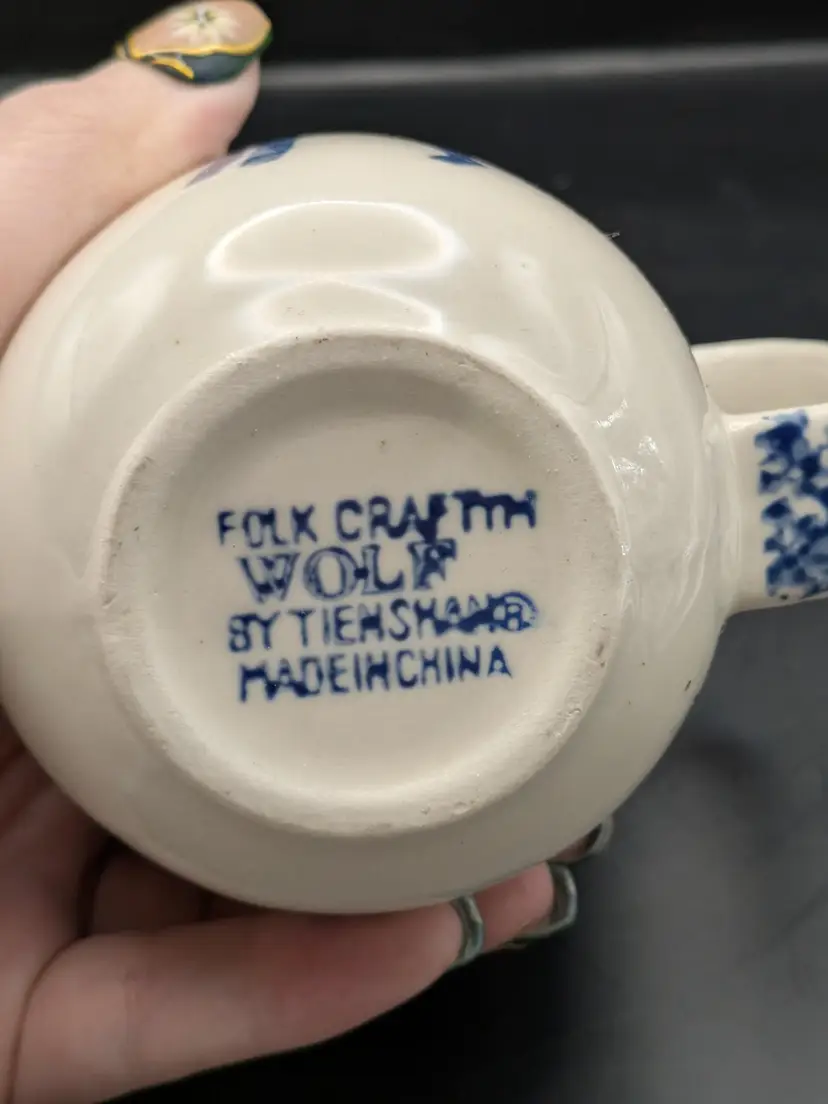 FOLK CRAFT™
WOLF
BY TIENSHAN®
MADE IN CHINA